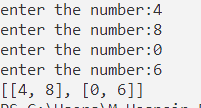 enter the number:4
enter the number:8
enter the number:0
enter the number:6
[[4, 8], [0, 6]]